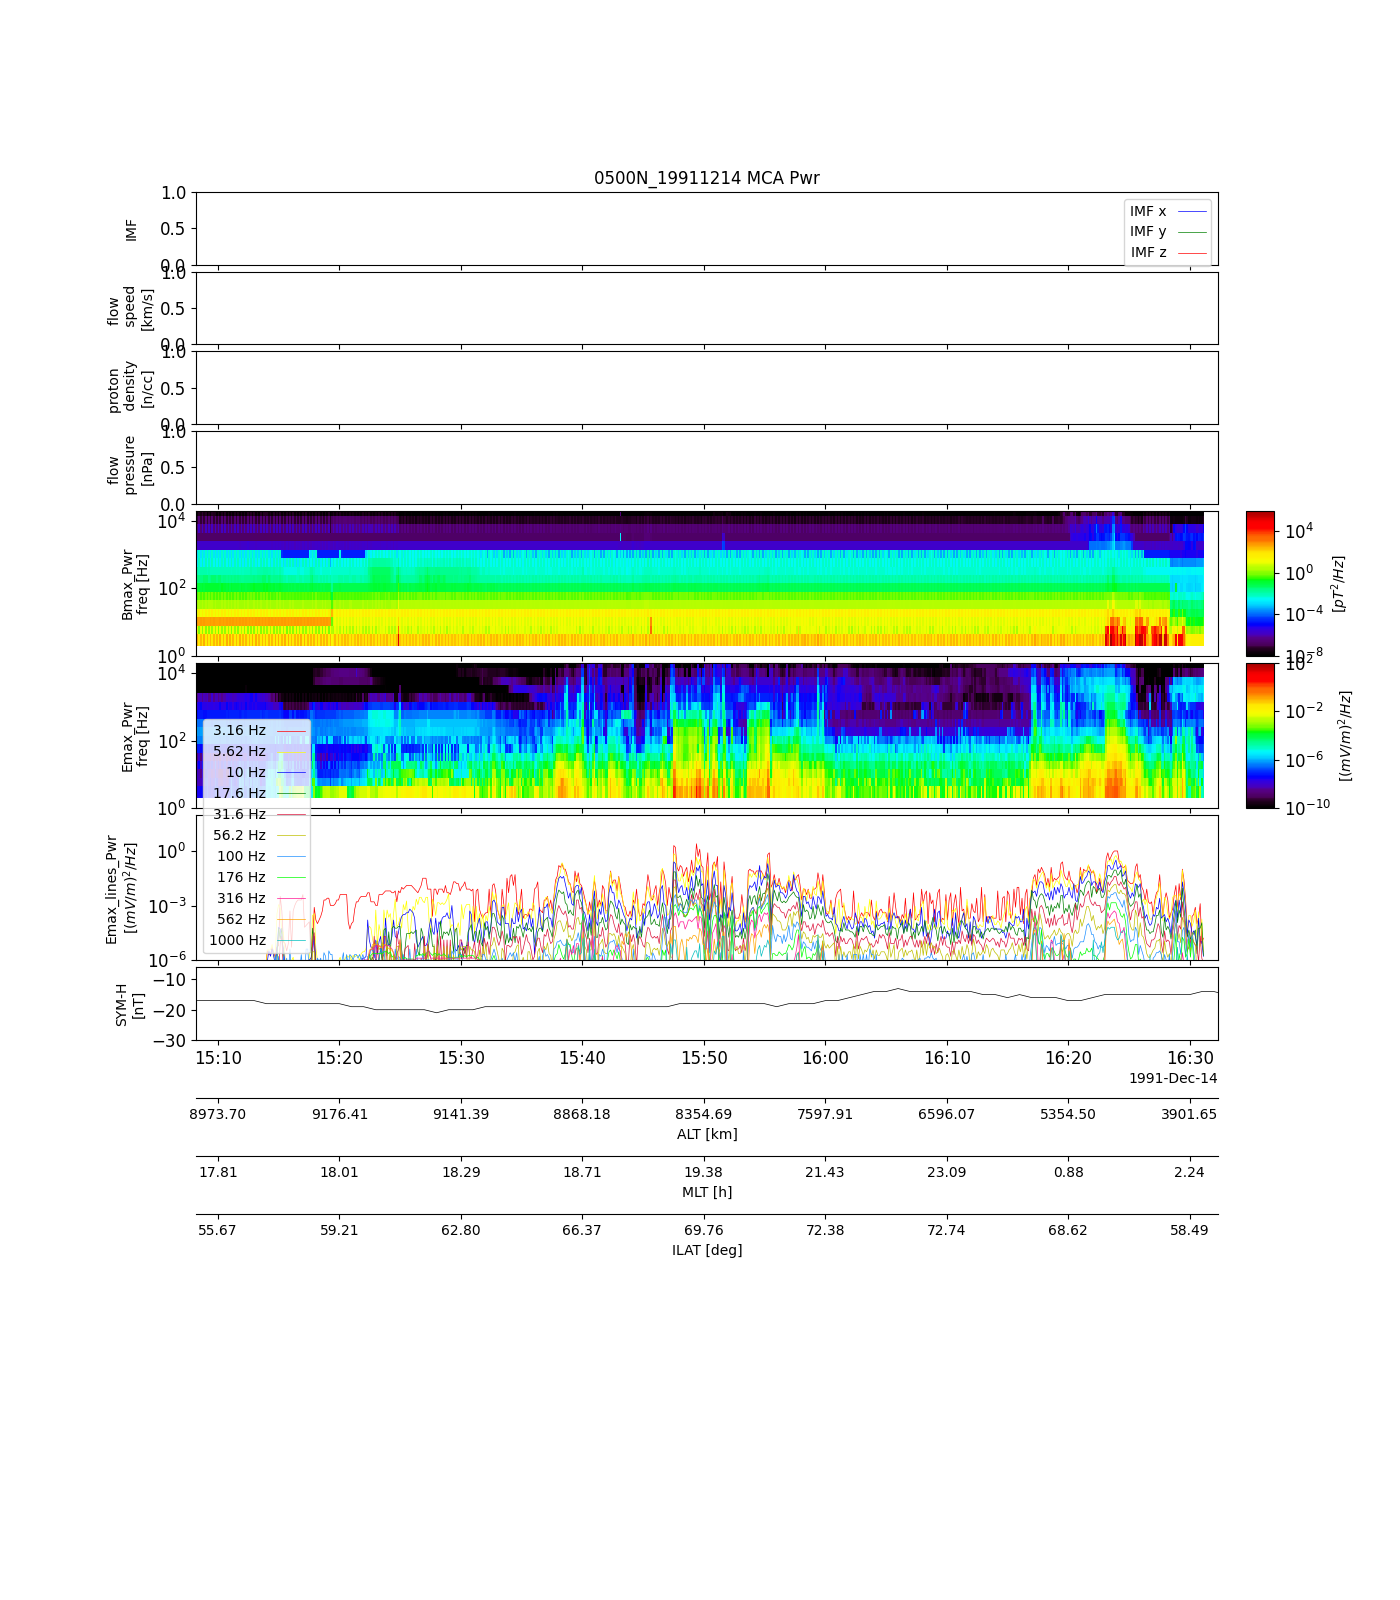 0500N_19911214 MCA Pwr
IMF
1.0
0.5
0.0
IMF x
IMF y
IMF z
flow
speed
[km/s]
1.0
0.5
0.0
proton
density
[n/cc]
1.0
0.5
0.0
flow
pressure
[nPa]
1.0
0.5
0.0
Bmax_Pwr
freq [Hz]
10^4
10^2
10^0
10^4
10^0
10^-4
10^-8
[pT^2/Hz]
Emax_Pwr
freq [Hz]
10^4
10^2
10^0
10^2
10^-2
10^-6
10^-10
[(mV/m)^2/Hz]
3.16 Hz
5.62 Hz
10 Hz
17.6 Hz
31.6 Hz
56.2 Hz
100 Hz
176 Hz
316 Hz
562 Hz
1000 Hz
Emax_lines_Pwr
[(mV/m)^2/Hz]
10^0
10^-3
10^-6
SYM-H
[nT]
−10
−20
−30
15:10 15:20 15:30 15:40 15:50 16:00 16:10 16:20 16:30
1991-Dec-14
8973.70 9176.41 9141.39 8868.18 8354.69 7597.91 6596.07 5354.50 3901.65
ALT [km]
17.81 18.01 18.29 18.71 19.38 21.43 23.09 0.88 2.24
MLT [h]
55.67 59.21 62.80 66.37 69.76 72.38 72.74 68.62 58.49
ILAT [deg]